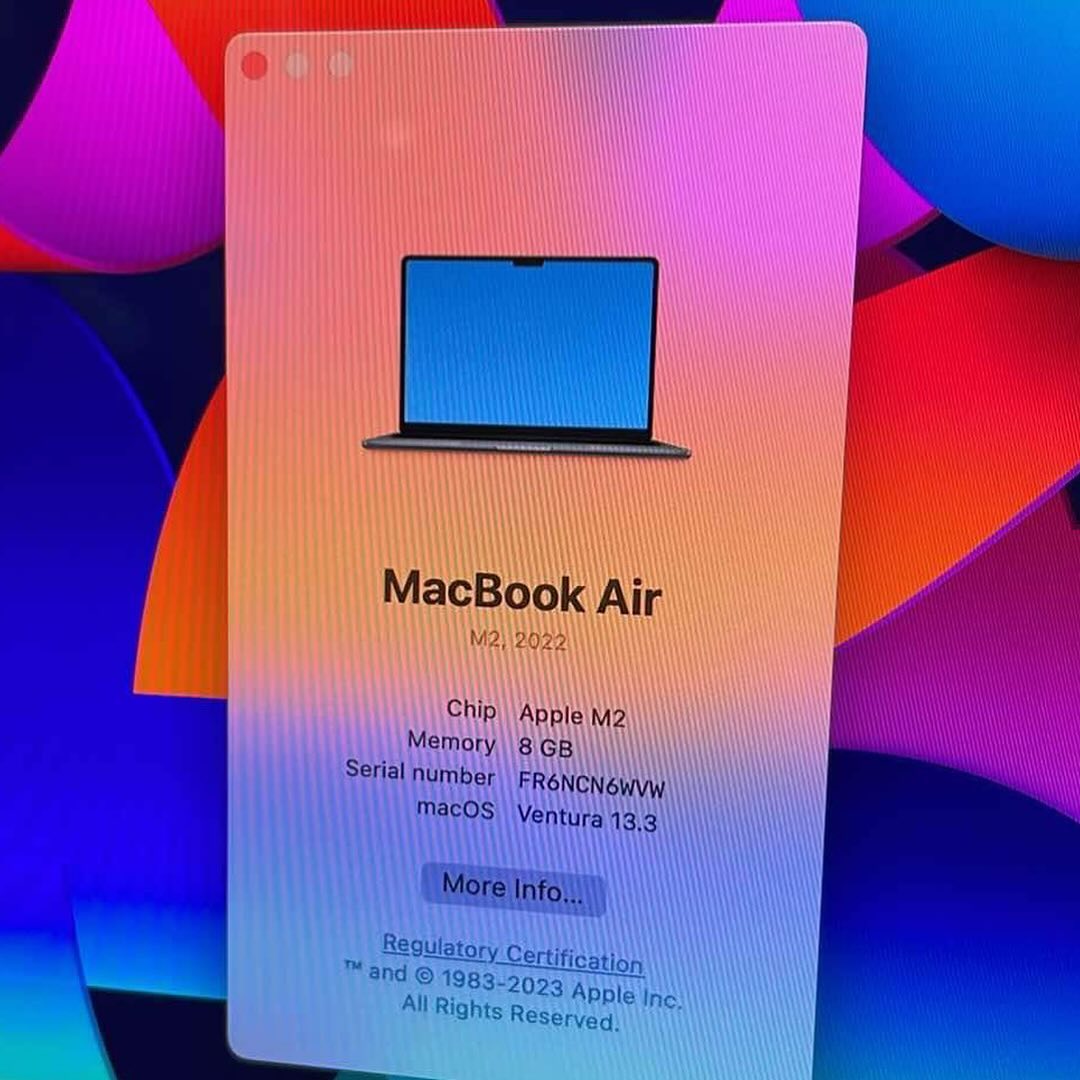 MacBook Air
M2, 2022
Chip Apple M2
Memory 8 GB
Serial number FR6NCN6WVW
macOS Ventura 13.3
More Info...
Regulatory Certification
™ and © 1983-2023 Apple Inc.
All Rights Reserved.